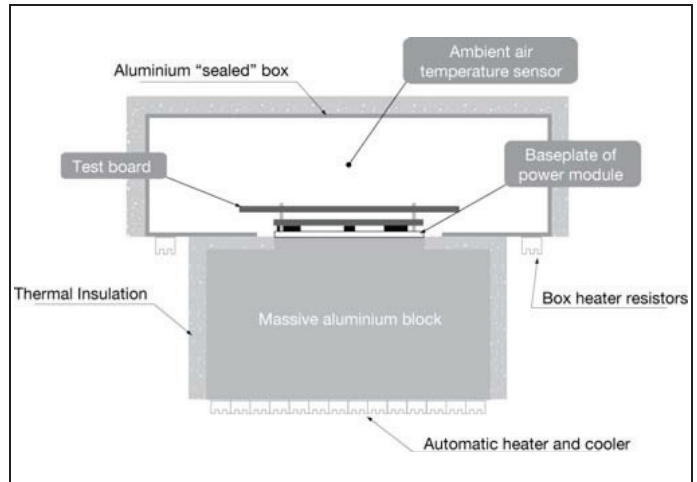 Ambient air
temperature sensor
Aluminium “sealed” box
Test board
Baseplate of
power module
Thermal Insulation
Box heater resistors
Massive aluminium block
Automatic heater and cooler